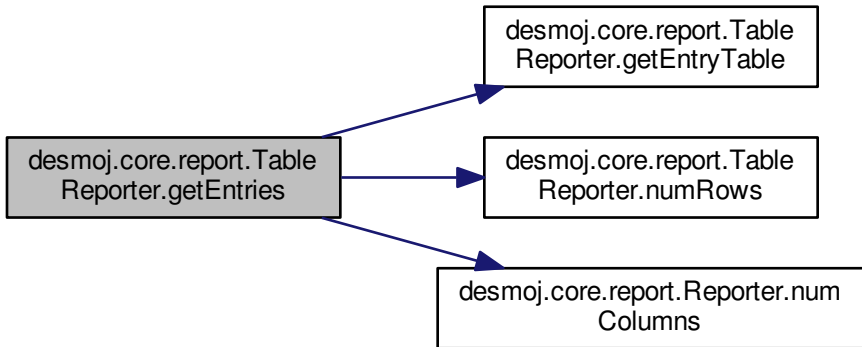 desmoj.core.report.Table
Reporter.getEntryTable
desmoj.core.report.Table
Reporter.getEntries
desmoj.core.report.Table
Reporter.numRows
desmoj.core.report.Reporter.num
Columns